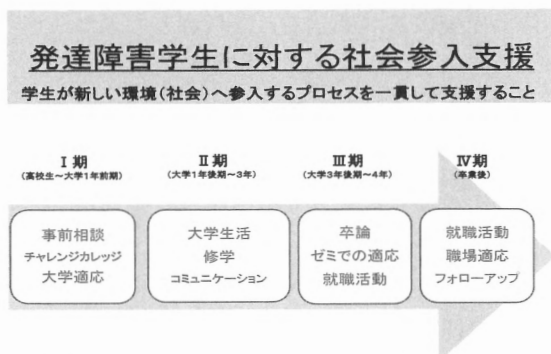 発達障害学生に対する社会参入支援
学生が新しい環境(社会)へ参入するプロセスを一貫して支援すること
Ⅰ期
(高校生～大学1年前期)
事前相談
チャレンジカレッジ
大学適応
Ⅱ期
(大学1年後期～3年)
大学生活
修学
コミュニケーション
Ⅲ期
(大学3年後期～4年)
卒論
ゼミでの適応
就職活動
Ⅳ期
(卒業後)
就職活動
職場適応
フォローアップ